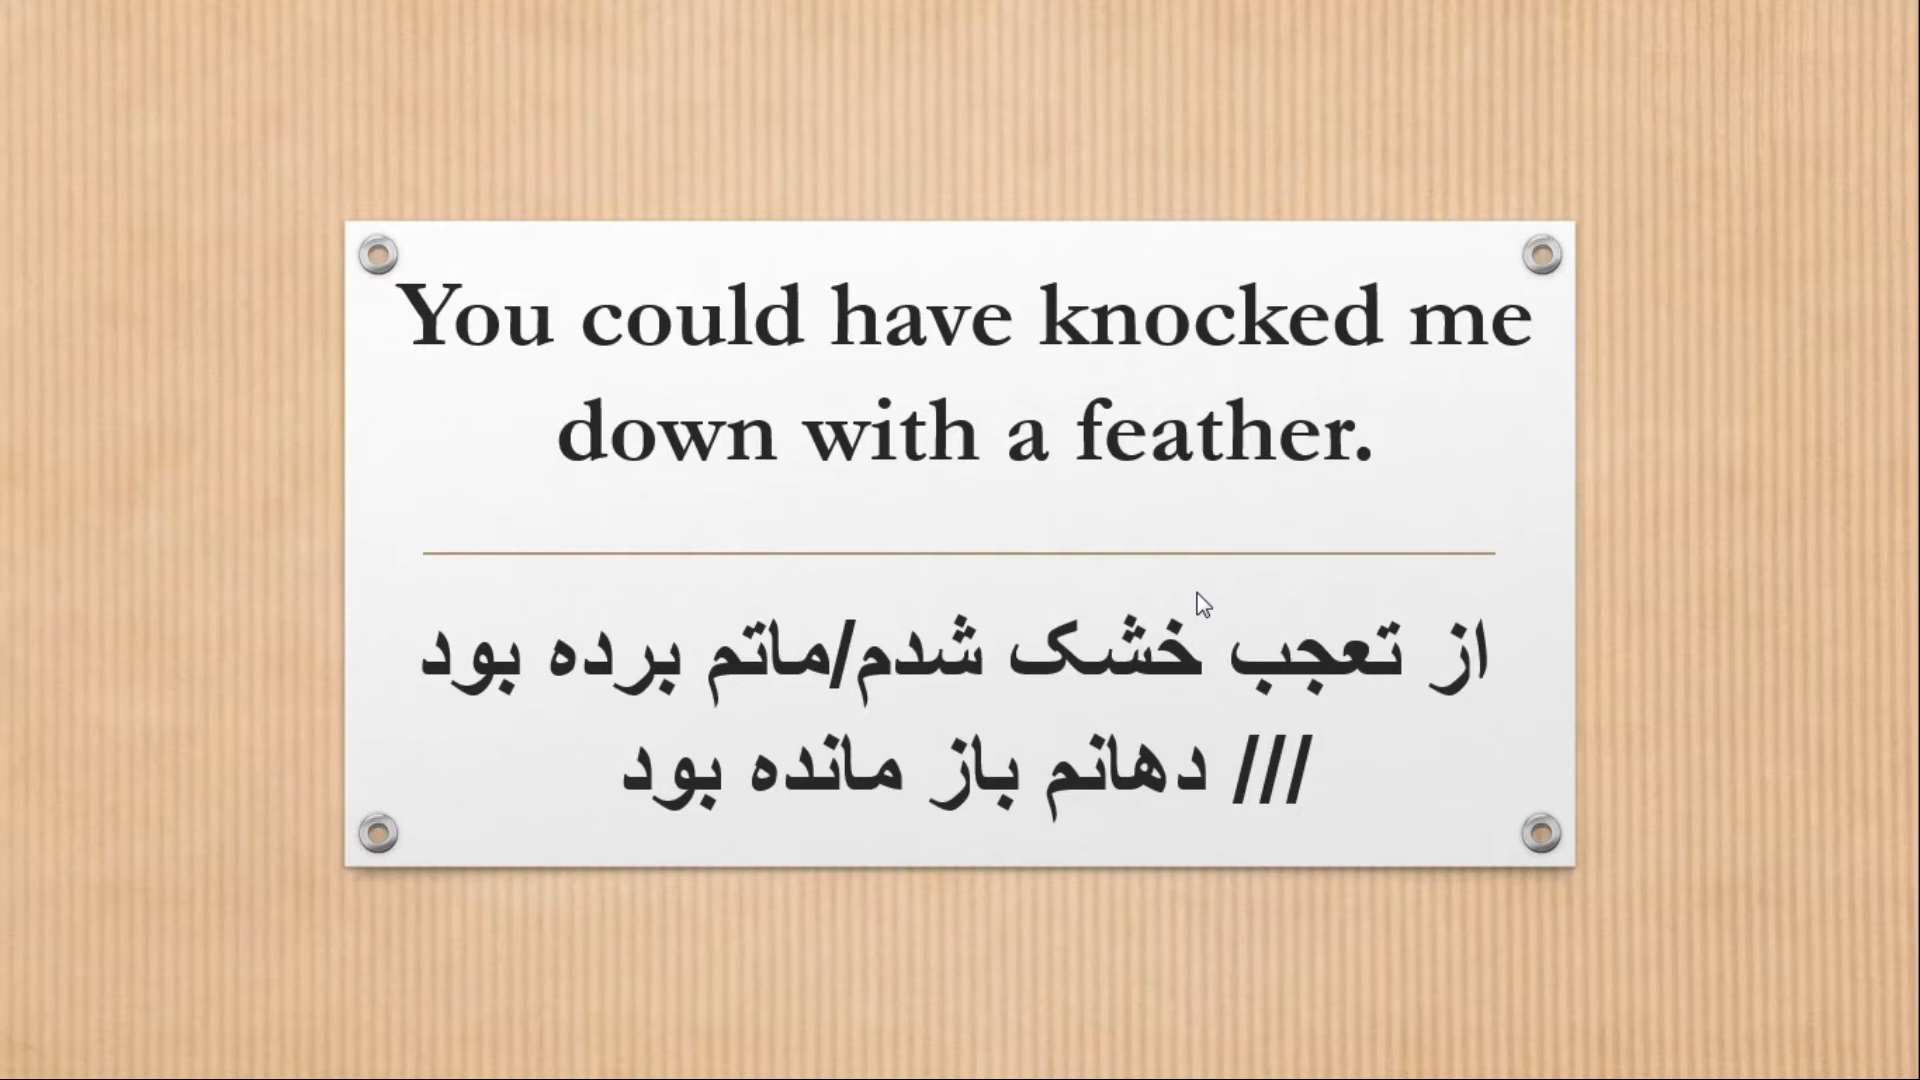 You could have knocked me
down with a feather.
از تعجب خشک شدم/ماتم برده بود
/// دهانم باز مانده بود